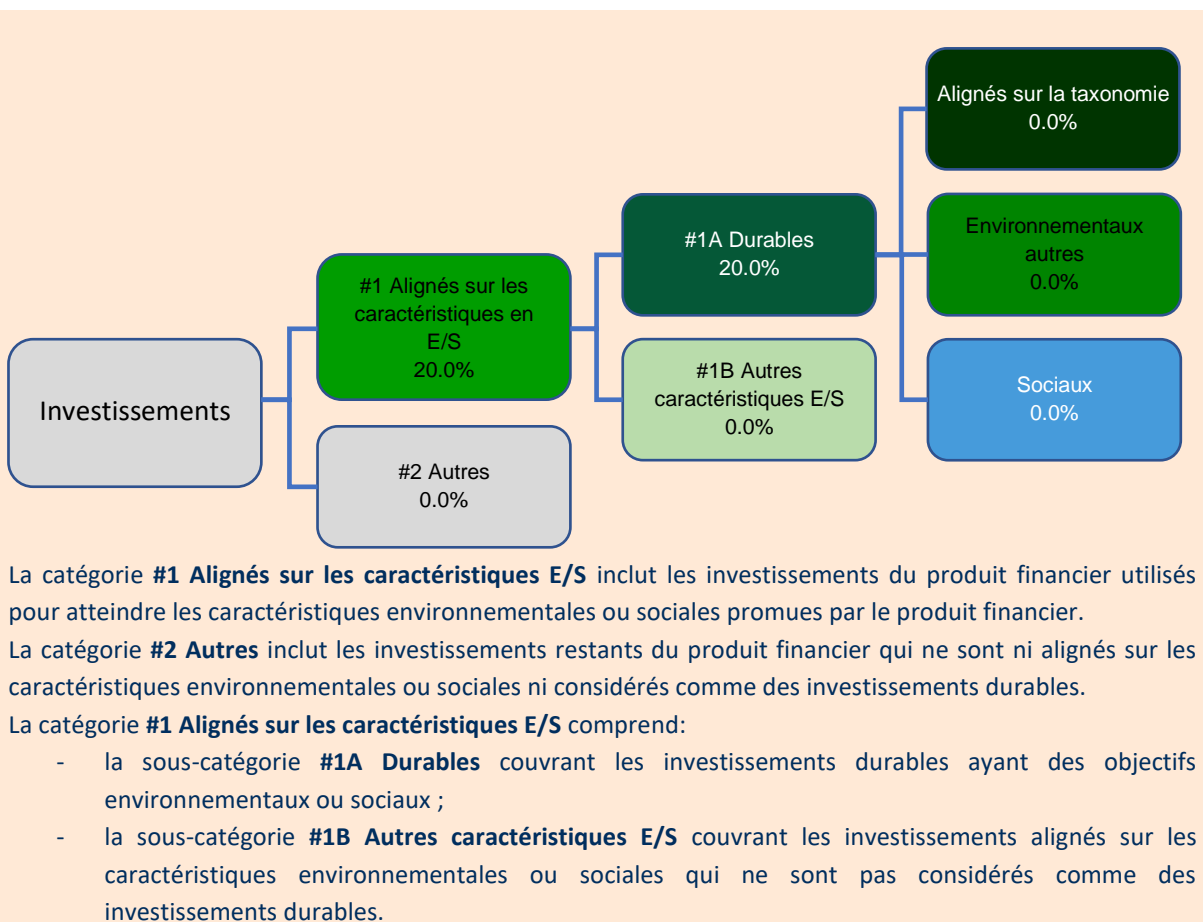 Alignés sur la taxonomie
0.0%
#1A Durables
20.0%
Environnementaux
autres
0.0%
#1 Alignés sur les
caractéristiques en
E/S
20.0%
Investissements
#1B Autres
caractéristiques E/S
0.0%
Sociaux
0.0%
#2 Autres
0.0%
La catégorie #1 Alignés sur les caractéristiques E/S inclut les investissements du produit financier utilisés
pour atteindre les caractéristiques environnementales ou sociales promues par le produit financier.
La catégorie #2 Autres inclut les investissements restants du produit financier qui ne sont ni alignés sur les
caractéristiques environnementales ou sociales ni considérés comme des investissements durables.
La catégorie #1 Alignés sur les caractéristiques E/S comprend:
- la sous-catégorie #1A Durables couvrant les investissements durables ayant des objectifs
environnementaux ou sociaux ;
- la sous-catégorie #1B Autres caractéristiques E/S couvrant les investissements alignés sur les
caractéristiques environnementales ou sociales qui ne sont pas considérés comme des
investissements durables.